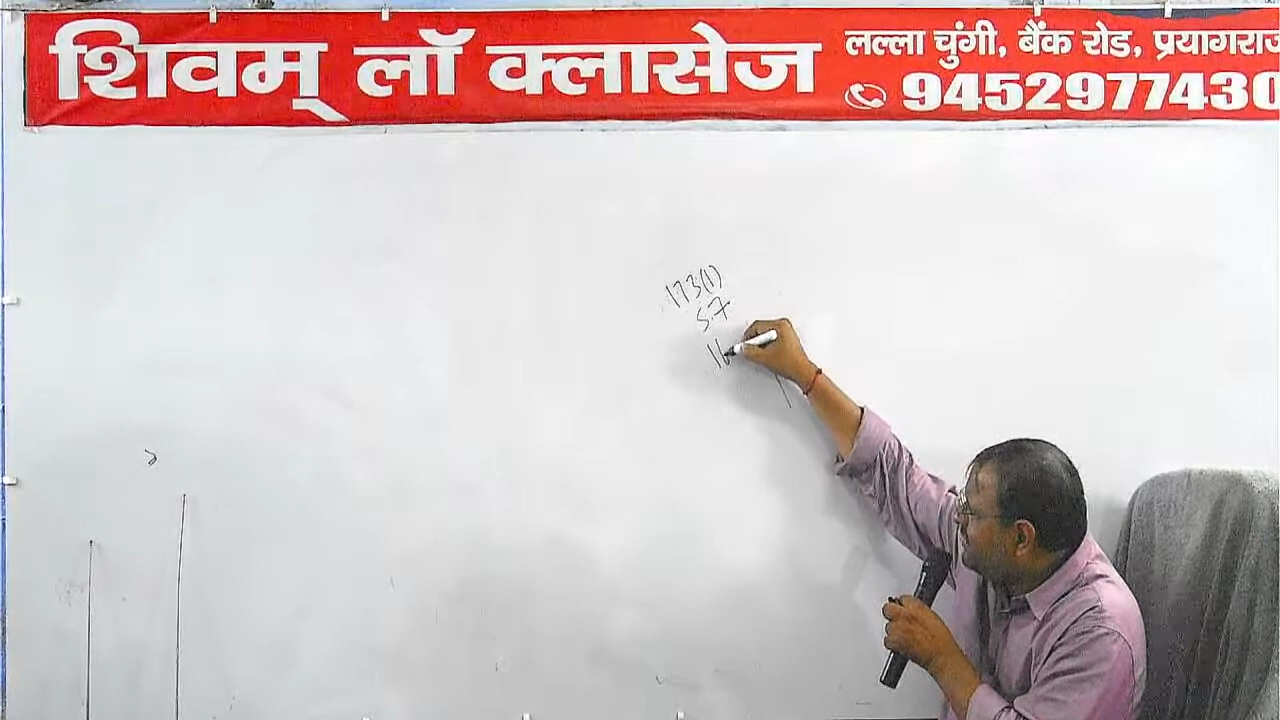 शिवम् लॉ क्लासेज
लल्ला चुंगी, बैंक रोड, प्रयागराज
9452977430
173(1)
57